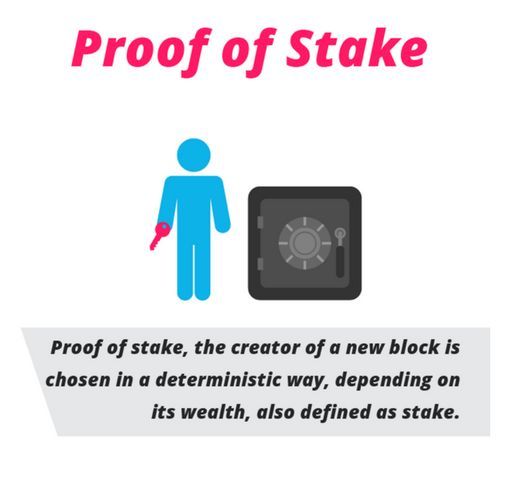 Proof of Stake
Proof of stake, the creator of a new block is
chosen in a deterministic way, depending on
its wealth, also defined as stake.